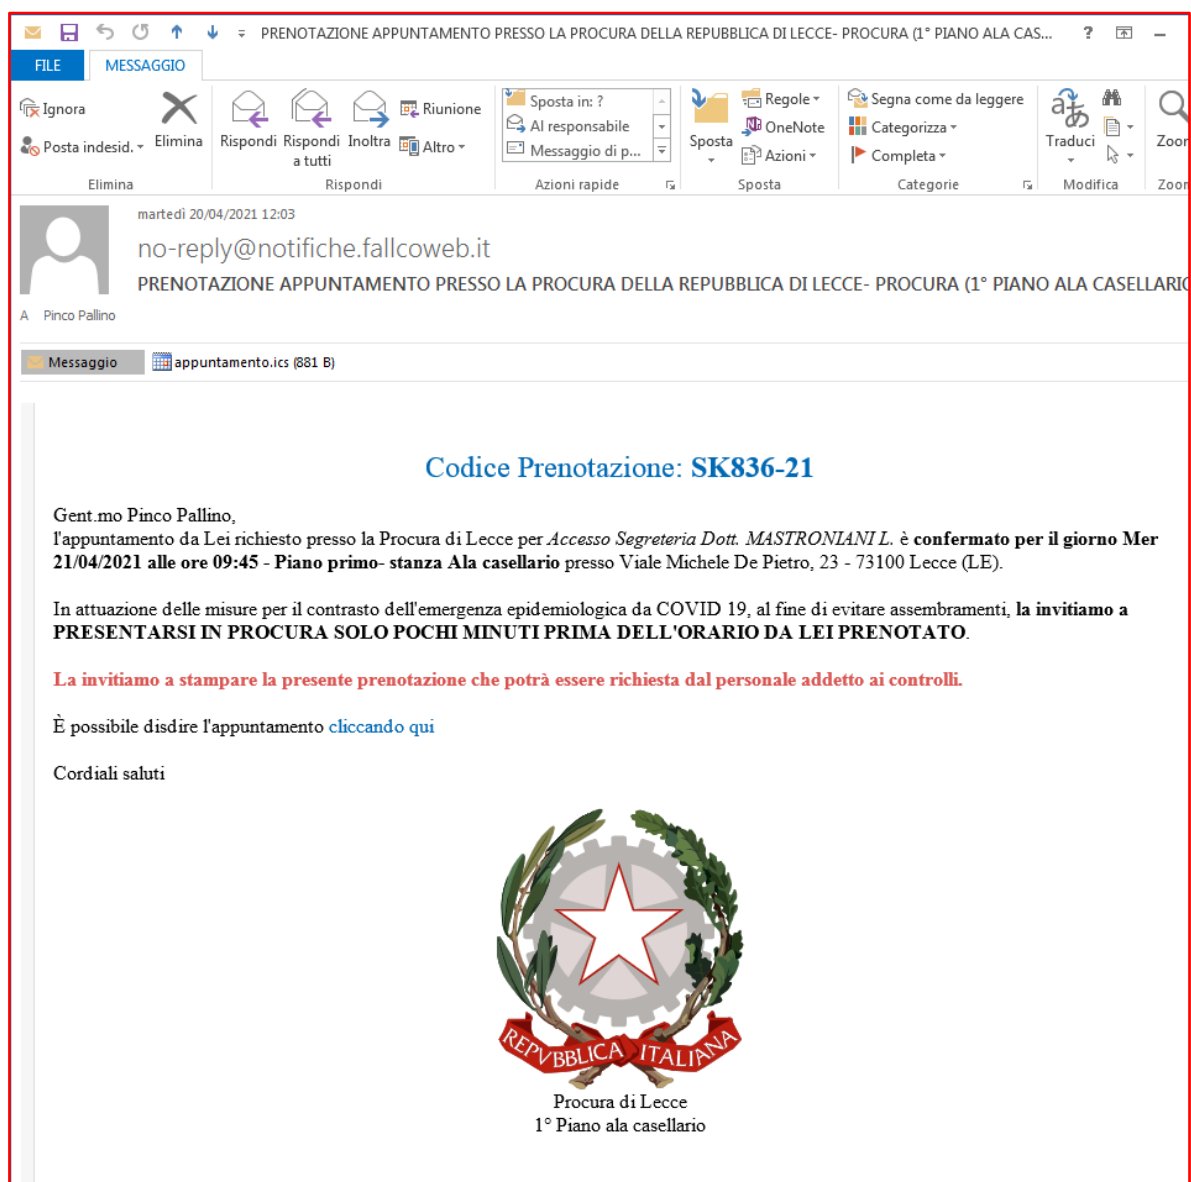 PRENOTAZIONE APPUNTAMENTO PRESSO LA PROCURA DELLA REPUBBLICA DI LECCE- PROCURA (1° PIANO ALA CAS... ?
FILE MESSAGGIO
Ignora
Posta indesid.
Elimina
Rispondi
Rispondi a tutti
Inoltra
Riunione
Altro
Sposta in: ?
Al responsabile
Messaggio di p...
Sposta
Regole
OneNote
Azioni
Segna come da leggere
Categorizza
Completa
Traduci
Zoor
Elimina Rispondi Azioni rapide Sposta Categorie Modifica Zoor
martedì 20/04/2021 12:03
no-reply@notifiche.fallcoweb.it
PRENOTAZIONE APPUNTAMENTO PRESSO LA PROCURA DELLA REPUBBLICA DI LECCE- PROCURA (1° PIANO ALA CASELLARIO
A Pinco Pallino
Messaggio appuntamento.ics (881 B)
Codice Prenotazione: SK836-21
Gent.mo Pinco Pallino,
l'appuntamento da Lei richiesto presso la Procura di Lecce per Accesso Segreteria Dott. MASTRONIANI L. è confermato per il giorno Mer
21/04/2021 alle ore 09:45 - Piano primo- stanza Ala casellario presso Viale Michele De Pietro, 23 - 73100 Lecce (LE).
In attuazione delle misure per il contrasto dell'emergenza epidemiologica da COVID 19, al fine di evitare assembramenti, la invitiamo a
PRESENTARSI IN PROCURA SOLO POCHI MINUTI PRIMA DELL'ORARIO DA LEI PRENOTATO.
La invitiamo a stampare la presente prenotazione che potrà essere richiesta dal personale addetto ai controlli.
È possibile disdire l'appuntamento cliccando qui
Cordiali saluti
REPVBBLICA ITALIANA
Procura di Lecce
1° Piano ala casellario